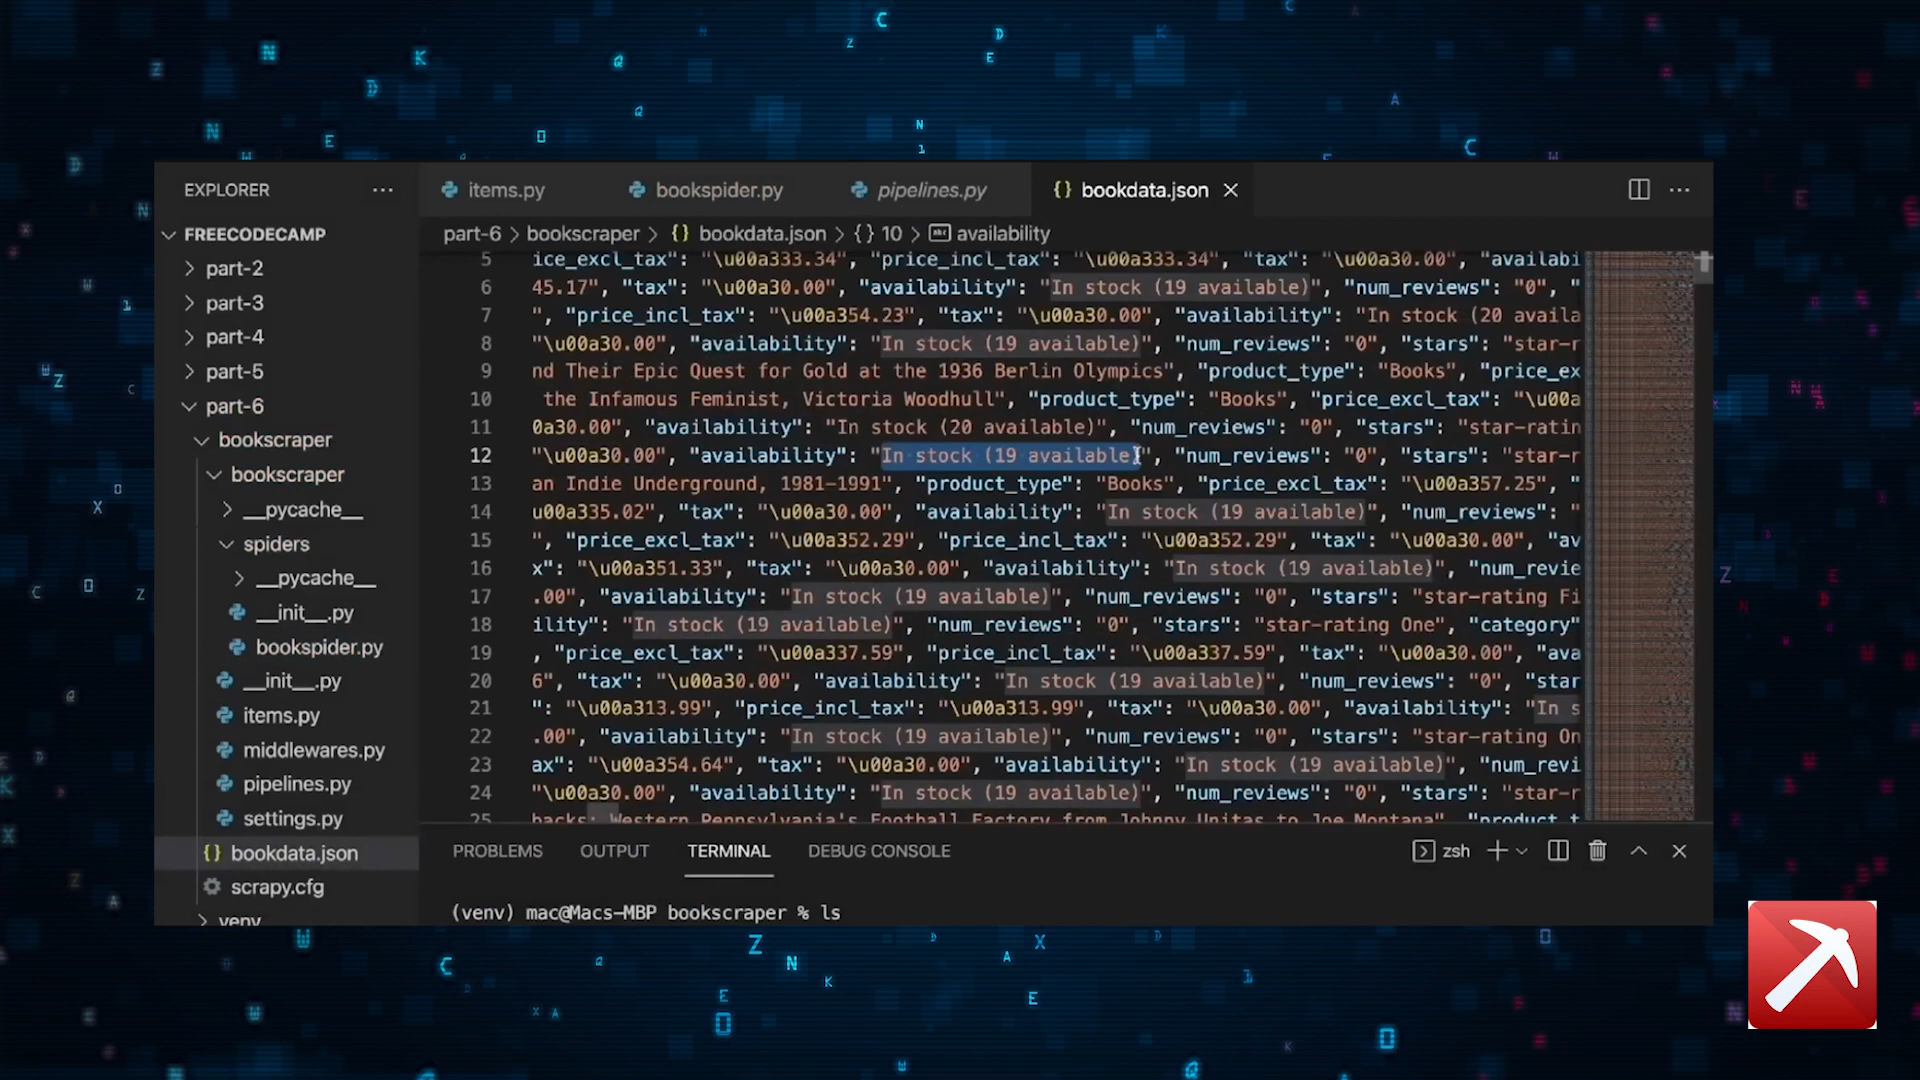 EXPLORER ...
FREECODECAMP
part-2
part-3
part-4
part-5
part-6
bookscraper
bookscraper
__pycache__
spiders
__pycache__
__init__.py
bookspider.py
__init__.py
items.py
middlewares.py
pipelines.py
settings.py
{} bookdata.json
scrapy.cfg
venv
items.py bookspider.py pipelines.py {} bookdata.json
part-6 > bookscraper > {} bookdata.json > {} 10 > availability
5 ice_excl_tax": "\u00a333.34", "price_incl_tax": "\u00a333.34", "tax": "\u00a30.00", "availabi
6 45.17", "tax": "\u00a30.00", "availability": "In stock (19 available)", "num_reviews": "0", "
7 ", "price_incl_tax": "\u00a354.23", "tax": "\u00a30.00", "availability": "In stock (20 availa
8 "\u00a30.00", "availability": "In stock (19 available)", "num_reviews": "0", "stars": "star-r
9 nd Their Epic Quest for Gold at the 1936 Berlin Olympics", "product_type": "Books", "price_ex
10 the Infamous Feminist, Victoria Woodhull", "product_type": "Books", "price_excl_tax": "\u00a
11 0a30.00", "availability": "In stock (20 available)", "num_reviews": "0", "stars": "star-ratin
12 "\u00a30.00", "availability": "In stock (19 available)", "num_reviews": "0", "stars": "star-r
13 an Indie Underground, 1981-1991", "product_type": "Books", "price_excl_tax": "\u00a357.25", "
14 u00a335.02", "tax": "\u00a30.00", "availability": "In stock (19 available)", "num_reviews": "
15 ", "price_excl_tax": "\u00a352.29", "price_incl_tax": "\u00a352.29", "tax": "\u00a30.00", "av
16 x": "\u00a351.33", "tax": "\u00a30.00", "availability": "In stock (19 available)", "num_revie
17 .00", "availability": "In stock (19 available)", "num_reviews": "0", "stars": "star-rating Fi
18 ility": "In stock (19 available)", "num_reviews": "0", "stars": "star-rating One", "category"
19 , "price_excl_tax": "\u00a337.59", "price_incl_tax": "\u00a337.59", "tax": "\u00a30.00", "ava
20 6", "tax": "\u00a30.00", "availability": "In stock (19 available)", "num_reviews": "0", "star
21 ": "\u00a313.99", "price_incl_tax": "\u00a313.99", "tax": "\u00a30.00", "availability": "In s
22 .00", "availability": "In stock (19 available)", "num_reviews": "0", "stars": "star-rating On
23 ax": "\u00a354.64", "tax": "\u00a30.00", "availability": "In stock (19 available)", "num_revi
24 "\u00a30.00", "availability": "In stock (19 available)", "num_reviews": "0", "stars": "star-r
25 backs: Western Pennsylvania's Football Factory from Johnny Unitas to Joe Montana", "product_t
PROBLEMS OUTPUT TERMINAL DEBUG CONSOLE zsh
(venv) mac@Macs-MBP bookscraper % ls